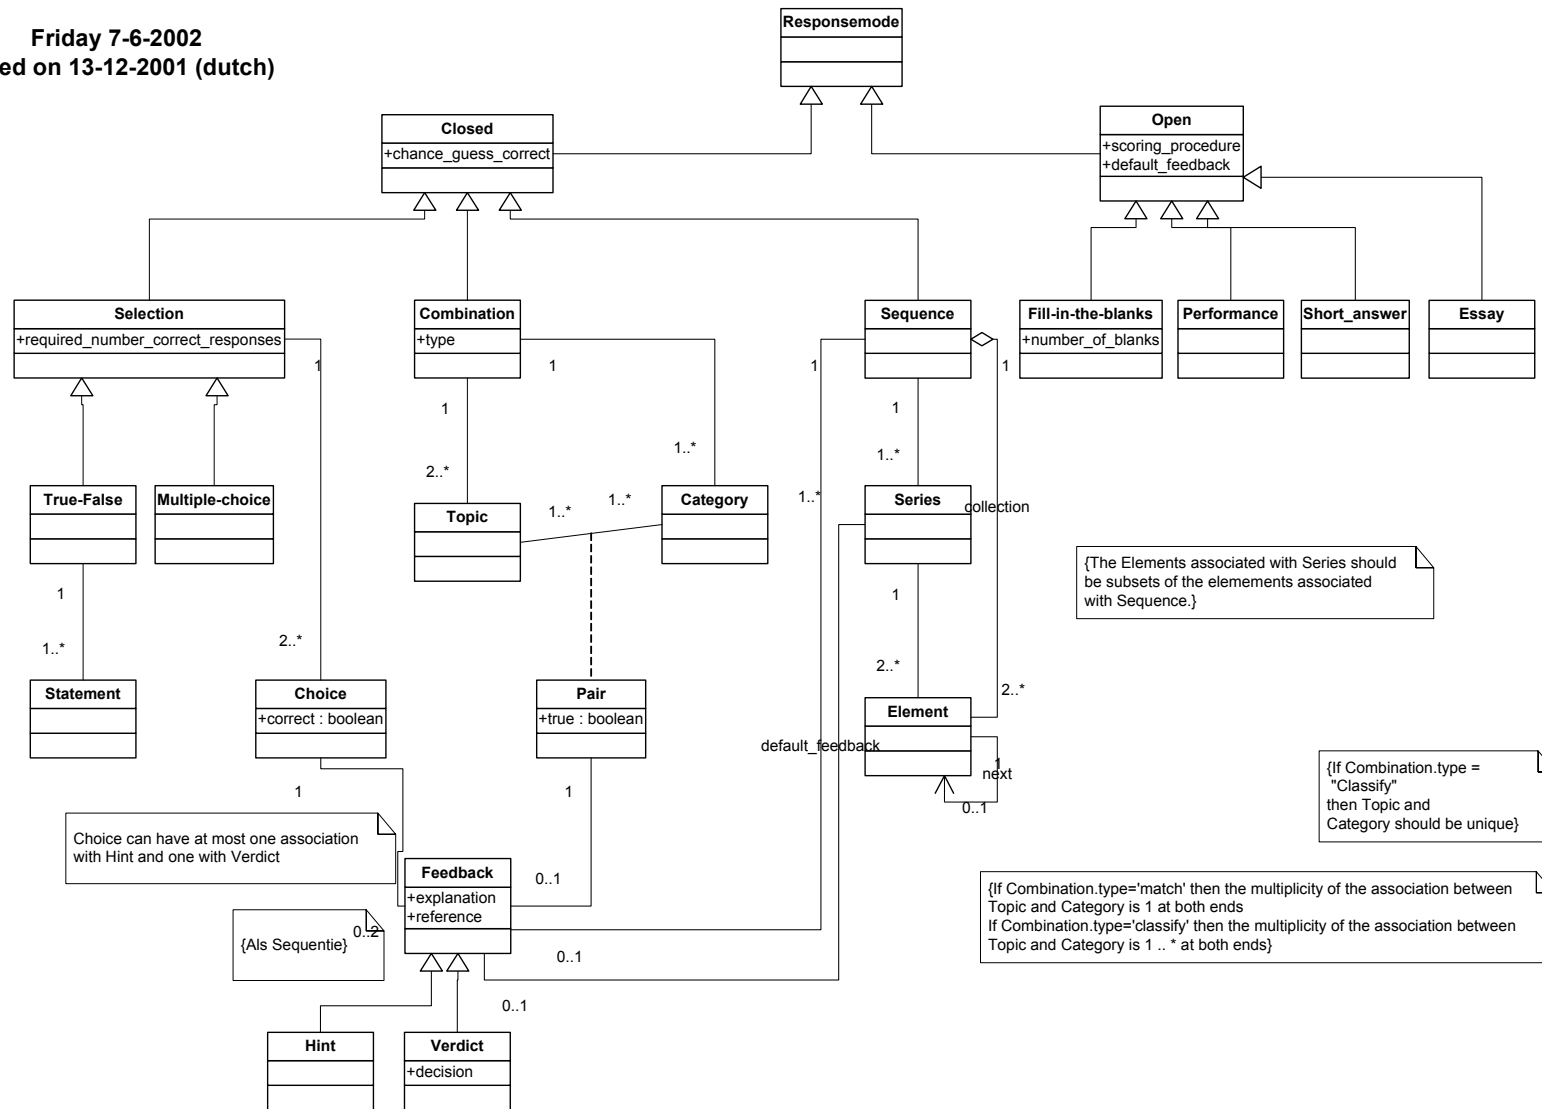 Friday 7-6-2002
ed on 13-12-2001 (dutch)
Responsemode
Closed
+chance_guess_correct
Open
+scoring_procedure
+default_feedback
Selection
+required_number_correct_responses
Combination
+type
Sequence
Fill-in-the-blanks
+number_of_blanks
Performance
Short_answer
Essay
1
1
1
1
1
1
1..*
2..*
1..*
True-False
Multiple-choice
Topic
1..*
1..*
Category
1..*
Series
collection
{The Elements associated with Series should
be subsets of the elemements associated
with Sequence.}
1
1
1..*
2..*
2..*
2..*
Statement
Choice
+correct : boolean
Pair
+true : boolean
Element
default_feedback
1
next
0..1
1
1
{If Combination.type =
"Classify"
then Topic and
Category should be unique}
Choice can have at most one association
with Hint and one with Verdict
Feedback
+explanation
+reference
0..1
{If Combination.type='match' then the multiplicity of the association between
Topic and Category is 1 at both ends
If Combination.type='classify' then the multiplicity of the association between
Topic and Category is 1 .. * at both ends}
{Als Sequentie}
0..2
0..1
0..1
Hint
Verdict
+decision